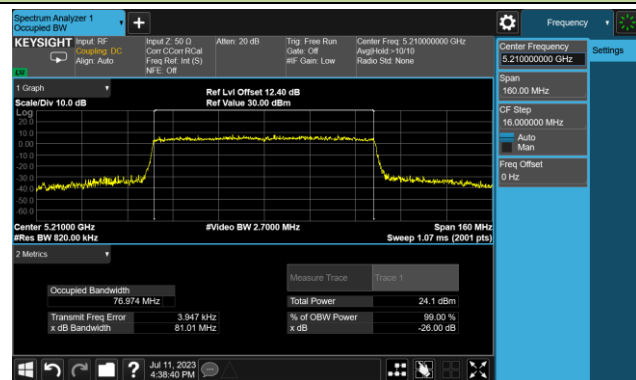 Spectrum Analyzer 1
Occupied BW
+
Frequency
KEYSIGHT
Input: RF
Coupling: DC
Align: Auto
Input Z: 50 Ω
Corr CCorr RCal
Freq Ref: Int (S)
NFE: Off
Atten: 20 dB
Trig: Free Run
Gate: Off
#IF Gain: Low
Center Freq: 5.210000000 GHz
Avg|Hold:>10/10
Radio Std: None
Center Frequency
5.210000000 GHz
Settings
Span
160.00 MHz
CF Step
16.000000 MHz
Auto
Man
Freq Offset
0 Hz
1 Graph
Scale/Div 10.0 dB
Ref Lvl Offset 12.40 dB
Ref Value 30.00 dBm
Log
20.0
10.0
0.00
-10.0
-20.0
-30.0
-40.0
-50.0
-60.0
Center 5.21000 GHz
#Res BW 820.00 kHz
#Video BW 2.7000 MHz
Span 160 MHz
Sweep 1.07 ms (2001 pts)
2 Metrics
Measure Trace
Trace 1
Occupied Bandwidth
76.974 MHz
Total Power
24.1 dBm
Transmit Freq Error
3.947 kHz
% of OBW Power
99.00 %
x dB Bandwidth
81.01 MHz
x dB
-26.00 dB
?
Jul 11, 2023
4:38:40 PM